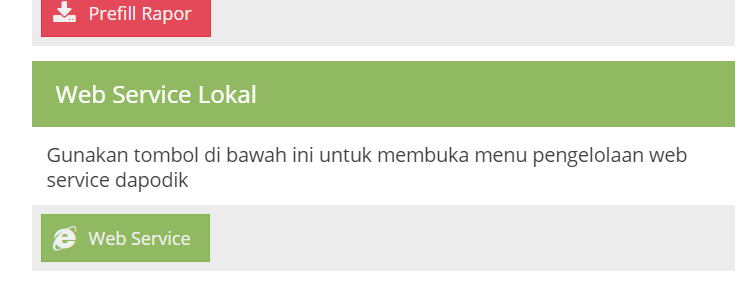 Prefill Rapor
Web Service Lokal
Gunakan tombol di bawah ini untuk membuka menu pengelolaan web
service dapodik
Web Service